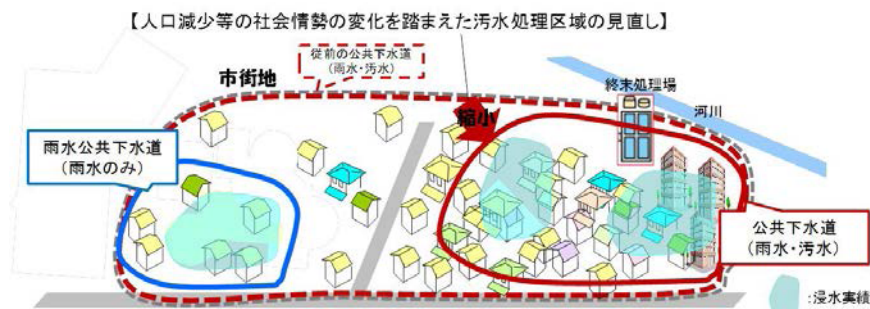 【人口減少等の社会情勢の変化を踏まえた汚水処理区域の見直し】
従前の公共下水道
(雨水・汚水)
市街地
終末処理場
河川
縮小
雨水公共下水道
(雨水のみ)
公共下水道
(雨水・汚水)
:浸水実績